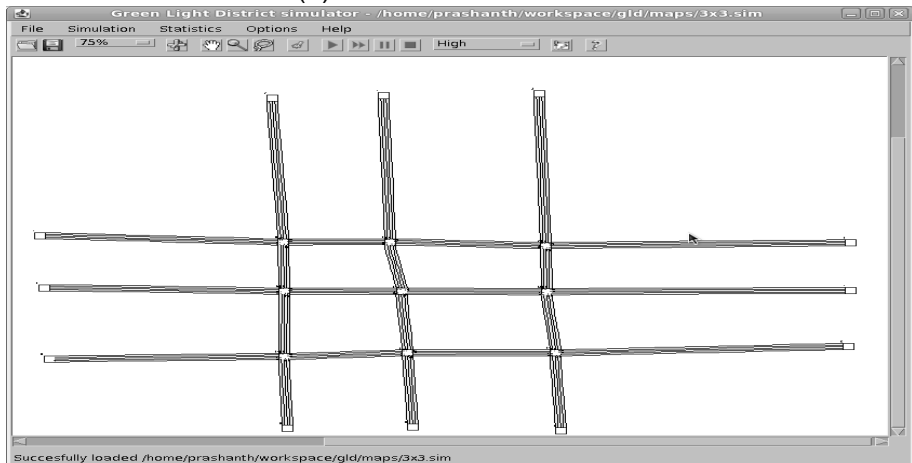 Green Light District simulator - /home/prashanth/workspace/gld/maps/3x3.sim
File Simulation Statistics Options Help
75% High
Succesfully loaded /home/prashanth/workspace/gld/maps/3x3.sim